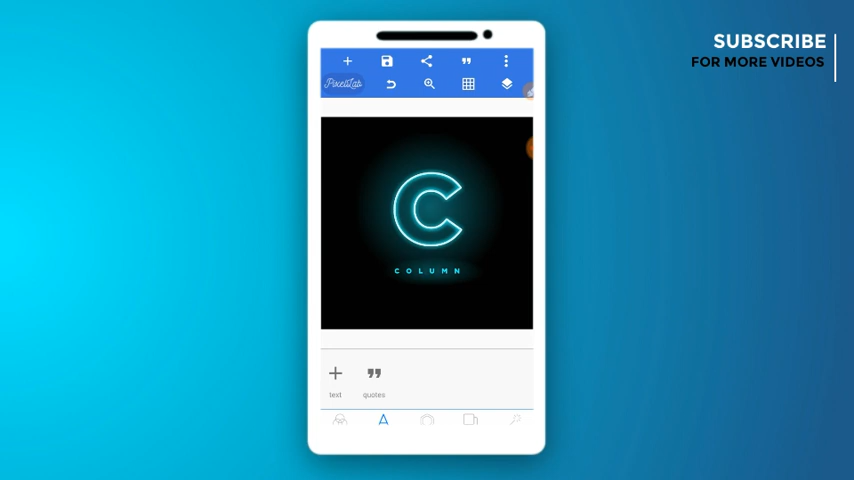 SUBSCRIBE
FOR MORE VIDEOS
PixelLab
C
COLUMN
text
quotes